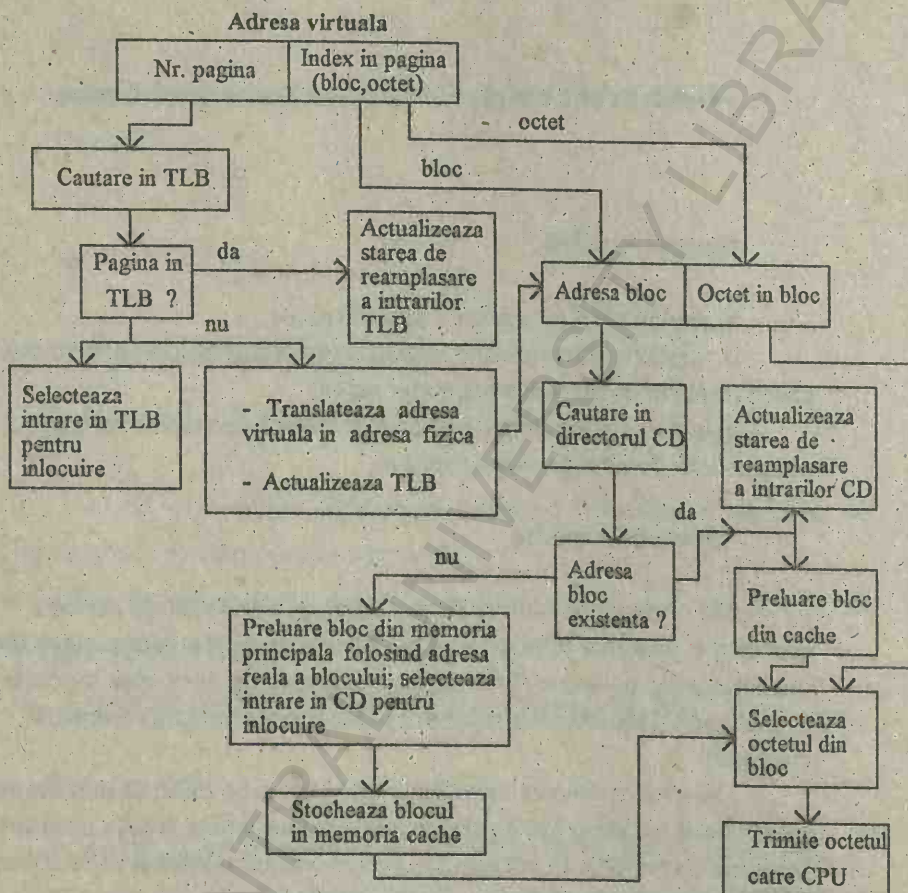 Adresa virtuala
Nr. pagina
Index in pagina
(bloc,octet)
octet
bloc
Cautare in TLB
Pagina in
TLB ?
da
nu
Actualizeaza
starea de
reamplasare
a intrarilor
TLB
Adresa bloc
Octet in bloc
Selecteaza
intrare in TLB
pentru
inlocuire
- Translateaza adresa
virtuala in adresa fizica
- Actualizeaza TLB
Cautare in
directorul CD
Actualizeaza
starea de
reamplasare
a intrarilor CD
da
nu
Adresa
bloc
existenta ?
Preluare bloc
din cache
Preluare bloc din memoria
principala folosind adresa
reala a blocului; selecteaza
intrare in CD pentru
inlocuire
Selecteaza
octetul din
bloc
Stocheaza blocul
in memoria cache
Trimite octetul
catre CPU
NTRAL UNIVERSITY LIBRA